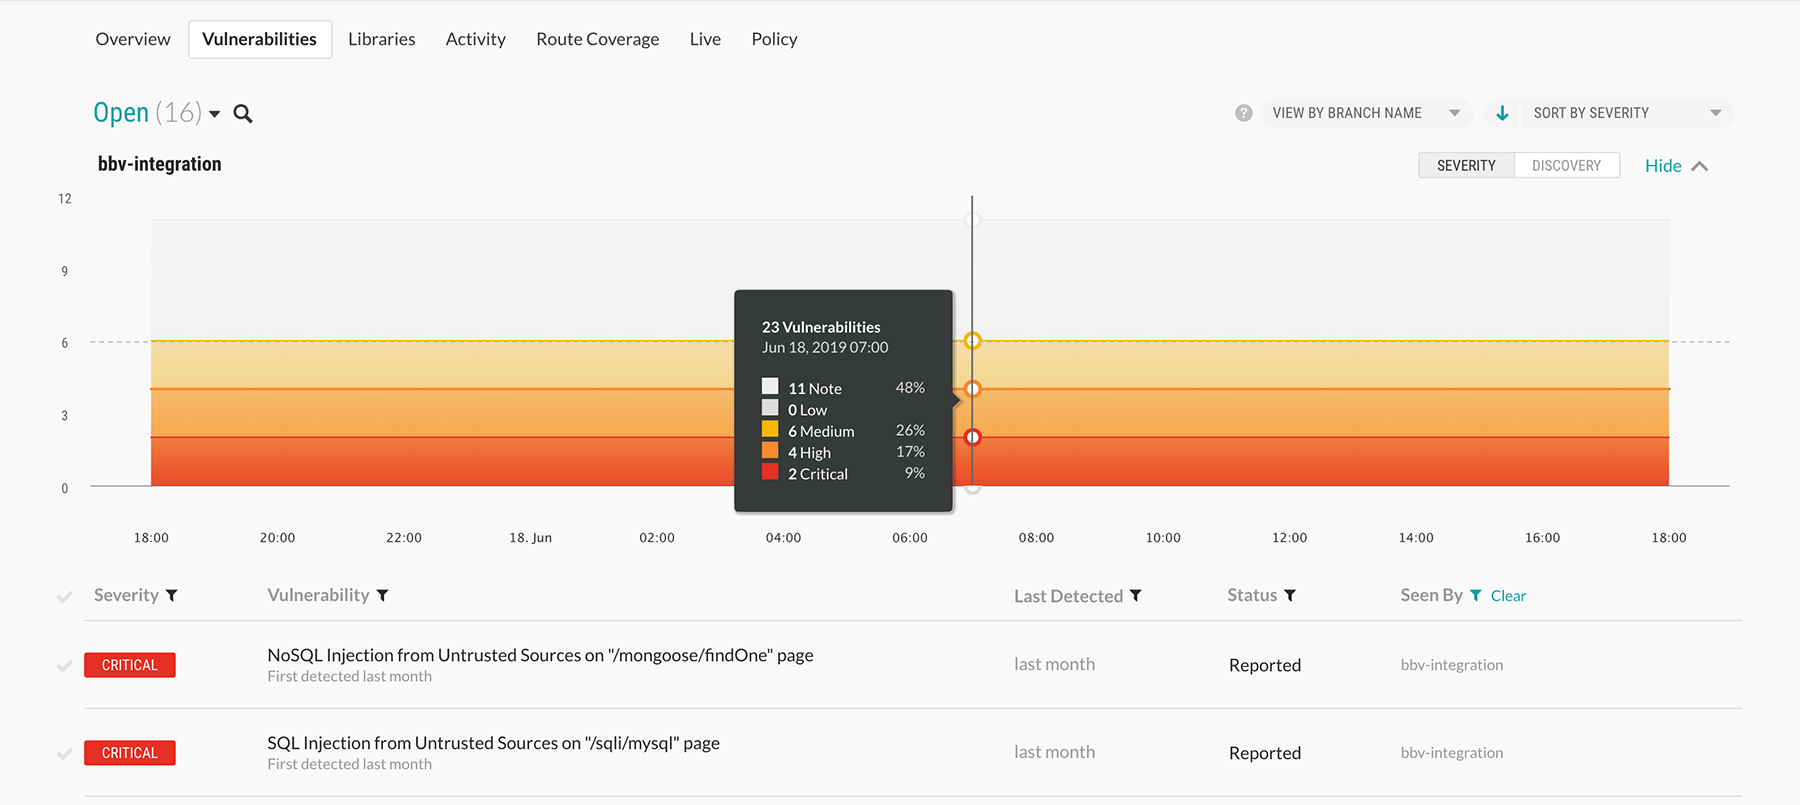 Overview Vulnerabilities Libraries Activity Route Coverage Live Policy
Open (16)
? VIEW BY BRANCH NAME SORT BY SEVERITY
bbv-integration
SEVERITY DISCOVERY Hide
12
9
6
3
0
23 Vulnerabilities
Jun 18, 2019 07:00
11 Note 48%
0 Low
6 Medium 26%
4 High 17%
2 Critical 9%
18:00 20:00 22:00 18. Jun 02:00 04:00 06:00 08:00 10:00 12:00 14:00 16:00 18:00
Severity Vulnerability Last Detected Status Seen By Clear
CRITICAL NoSQL Injection from Untrusted Sources on "/mongoose/findOne" page last month Reported bbv-integration
First detected last month
CRITICAL SQL Injection from Untrusted Sources on "/sqli/mysql" page last month Reported bbv-integration
First detected last month